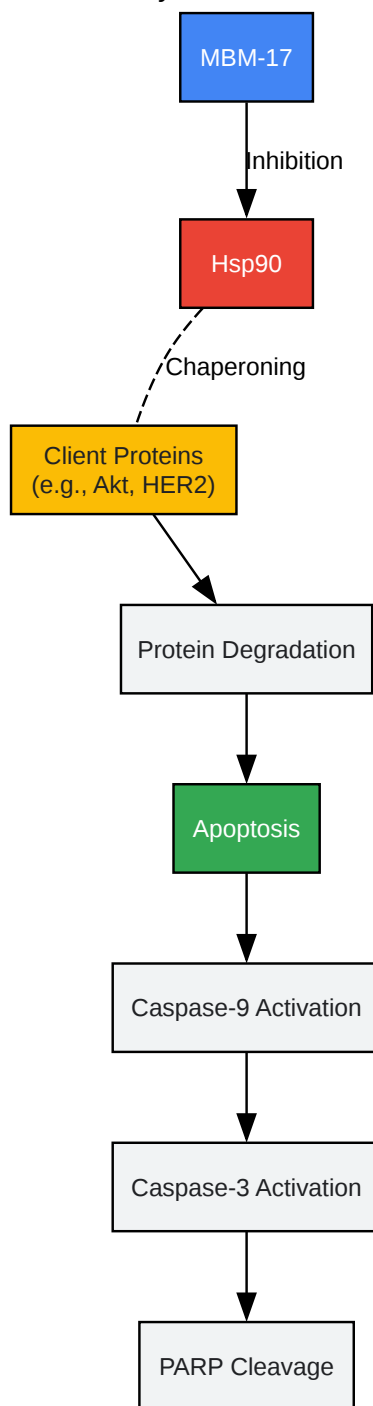 MBM-17
Inhibition
Hsp90
Chaperoning
Client Proteins
(e.g., Akt, HER2)
Protein Degradation
Apoptosis
Caspase-9 Activation
Caspase-3 Activation
PARP Cleavage